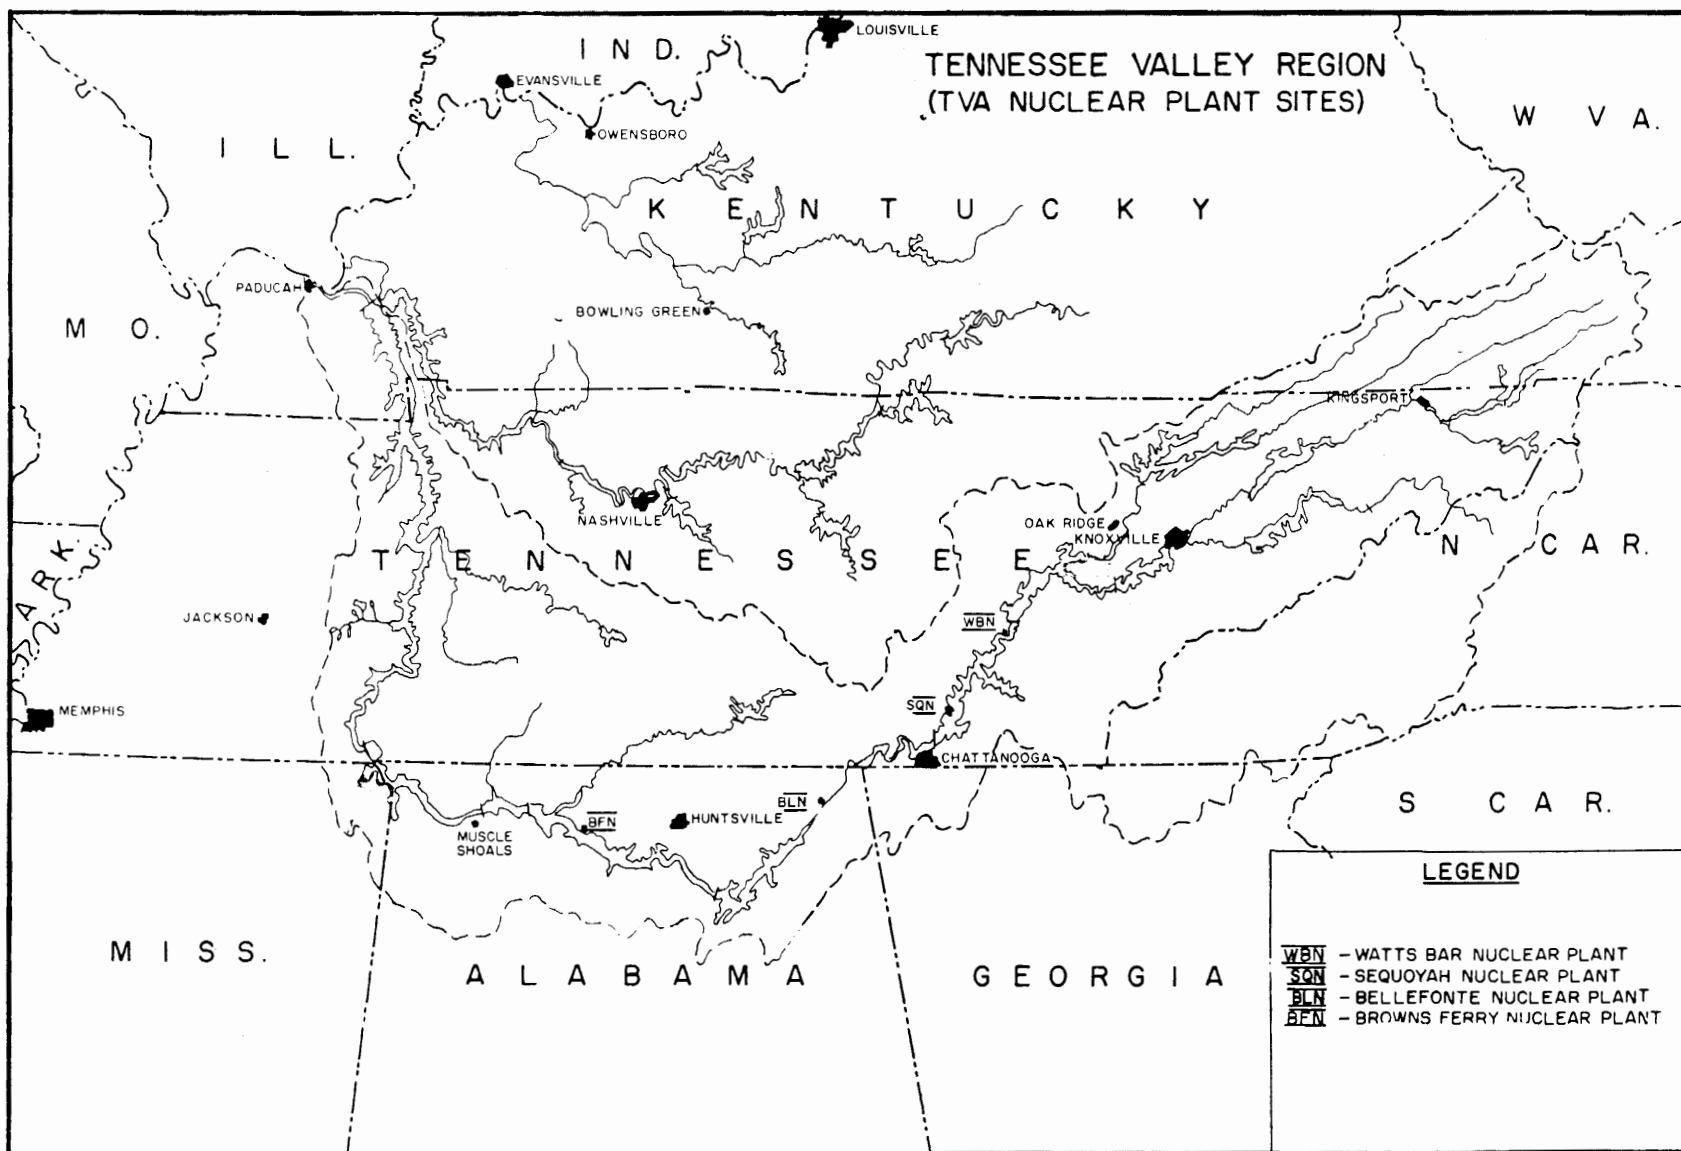 LOUISVILLE
IND.
TENNESSEE VALLEY REGION
(TVA NUCLEAR PLANT SITES)
EVANSVILLE
OWENSBORO
W VA.
ILL.
KENTUCKY
PADUCAH
BOWLING GREEN
MO.
KINGSPORT
NASHVILLE
OAK RIDGE
KNOXVILLE
N CAR.
TENNESSEE
ARK.
JACKSON
WBN
SQN
MEMPHIS
CHATTANOOGA
BLN
S CAR.
BFN
HUNTSVILLE
MUSCLE
SHOALS
MISS.
ALABAMA
GEORGIA
LEGEND
WBN - WATTS BAR NUCLEAR PLANT
SQN - SEQUOYAH NUCLEAR PLANT
BLN - BELLEFONTE NUCLEAR PLANT
BFN - BROWNS FERRY NUCLEAR PLANT